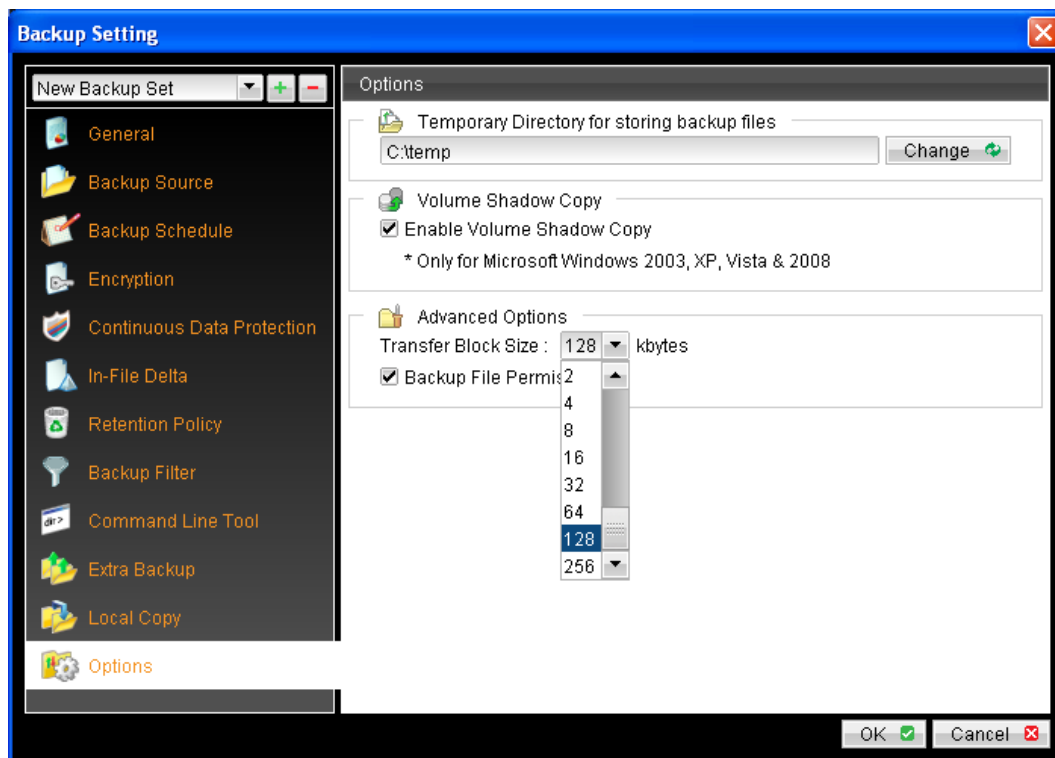 Backup Setting
New Backup Set
General
Backup Source
Backup Schedule
Encryption
Continuous Data Protection
In-File Delta
Retention Policy
Backup Filter
dir>
Command Line Tool
Extra Backup
Local Copy
Options
Options
Temporary Directory for storing backup files
C:\temp
Change
Volume Shadow Copy
Enable Volume Shadow Copy
* Only for Microsoft Windows 2003, XP, Vista & 2008
Advanced Options
Transfer Block Size : 128 kbytes
Backup File Permis
2
4
8
16
32
64
128
256
OK
Cancel